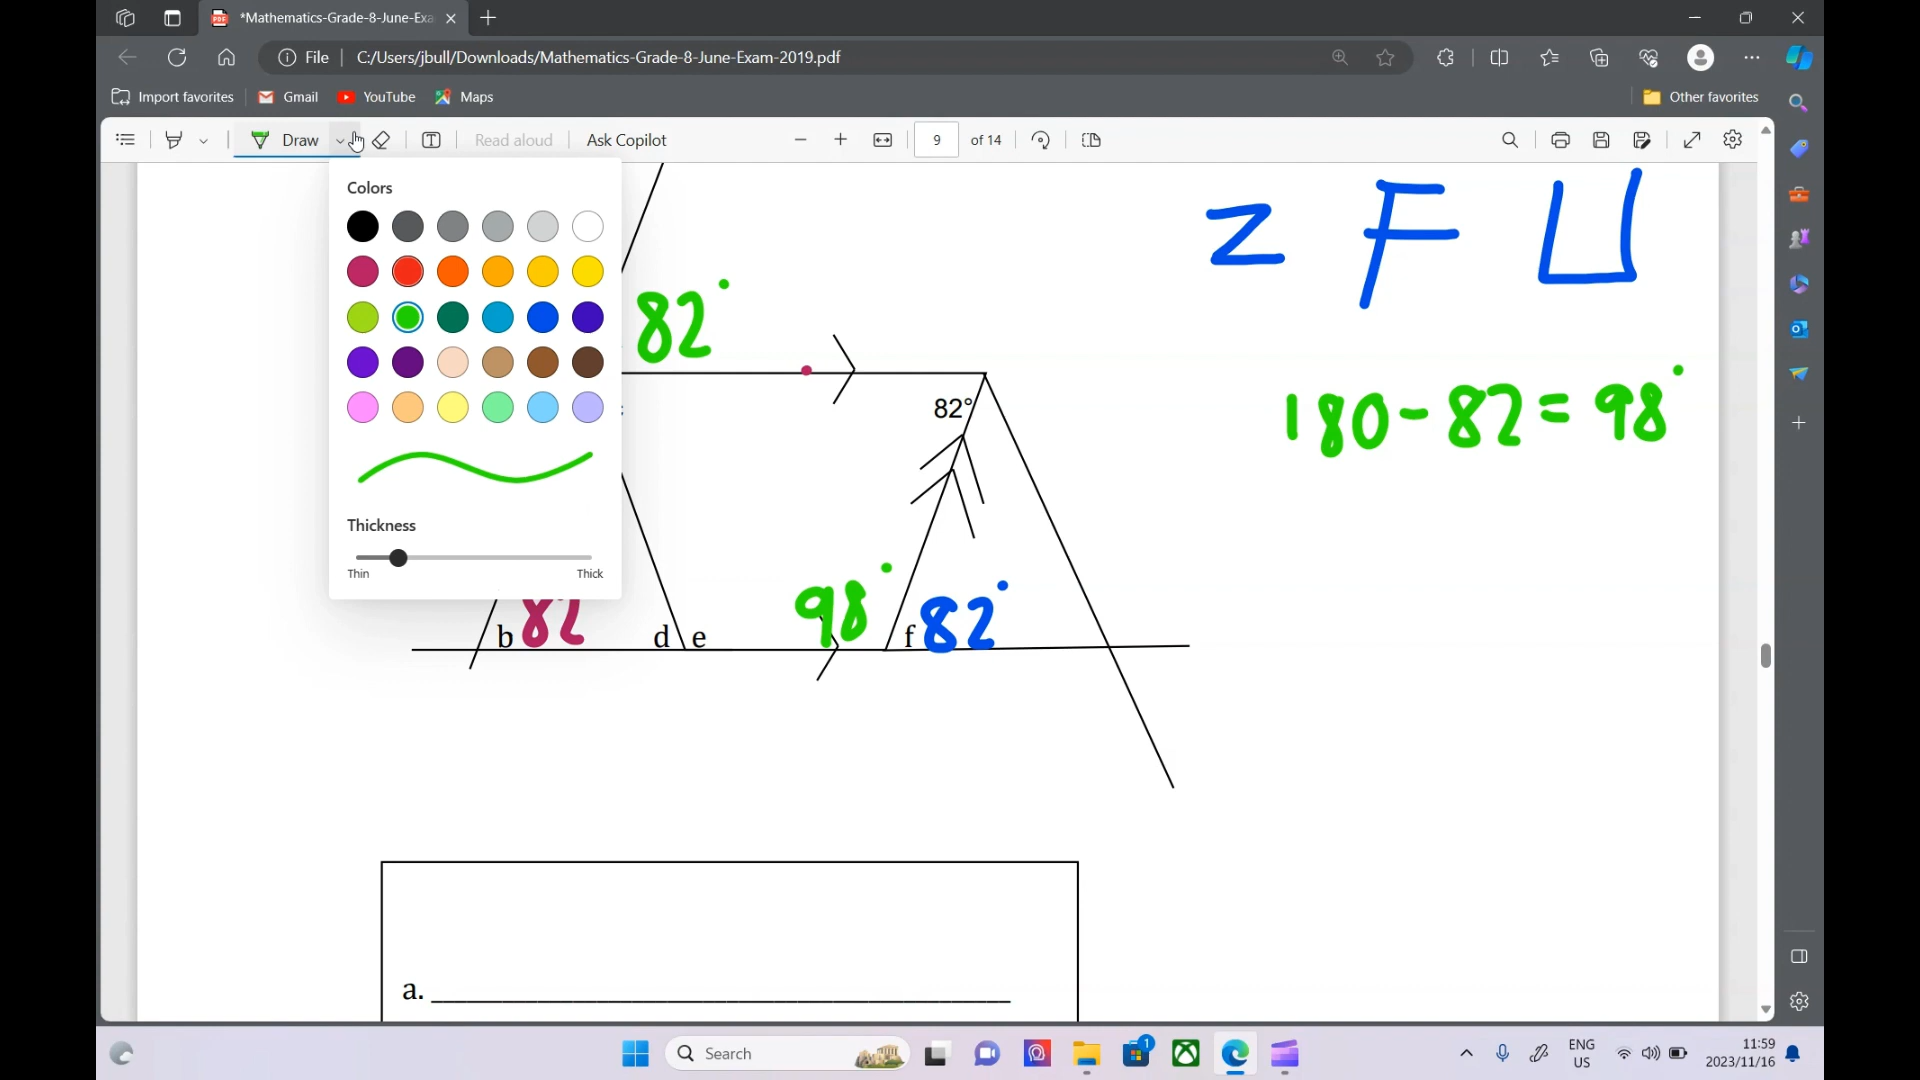 *Mathematics-Grade-8-June-Exa
File C:/Users/jbull/Downloads/Mathematics-Grade-8-June-Exam-2019.pdf
Import favorites Gmail YouTube Maps Other favorites
Draw Read aloud Ask Copilot 9 of 14
Colors
Z F U
82°
180-82=98°
82°
Thickness
Thin Thick
98° 82°
b 82 d e f
a.
Search 1 ENG US 11:59 2023/11/16